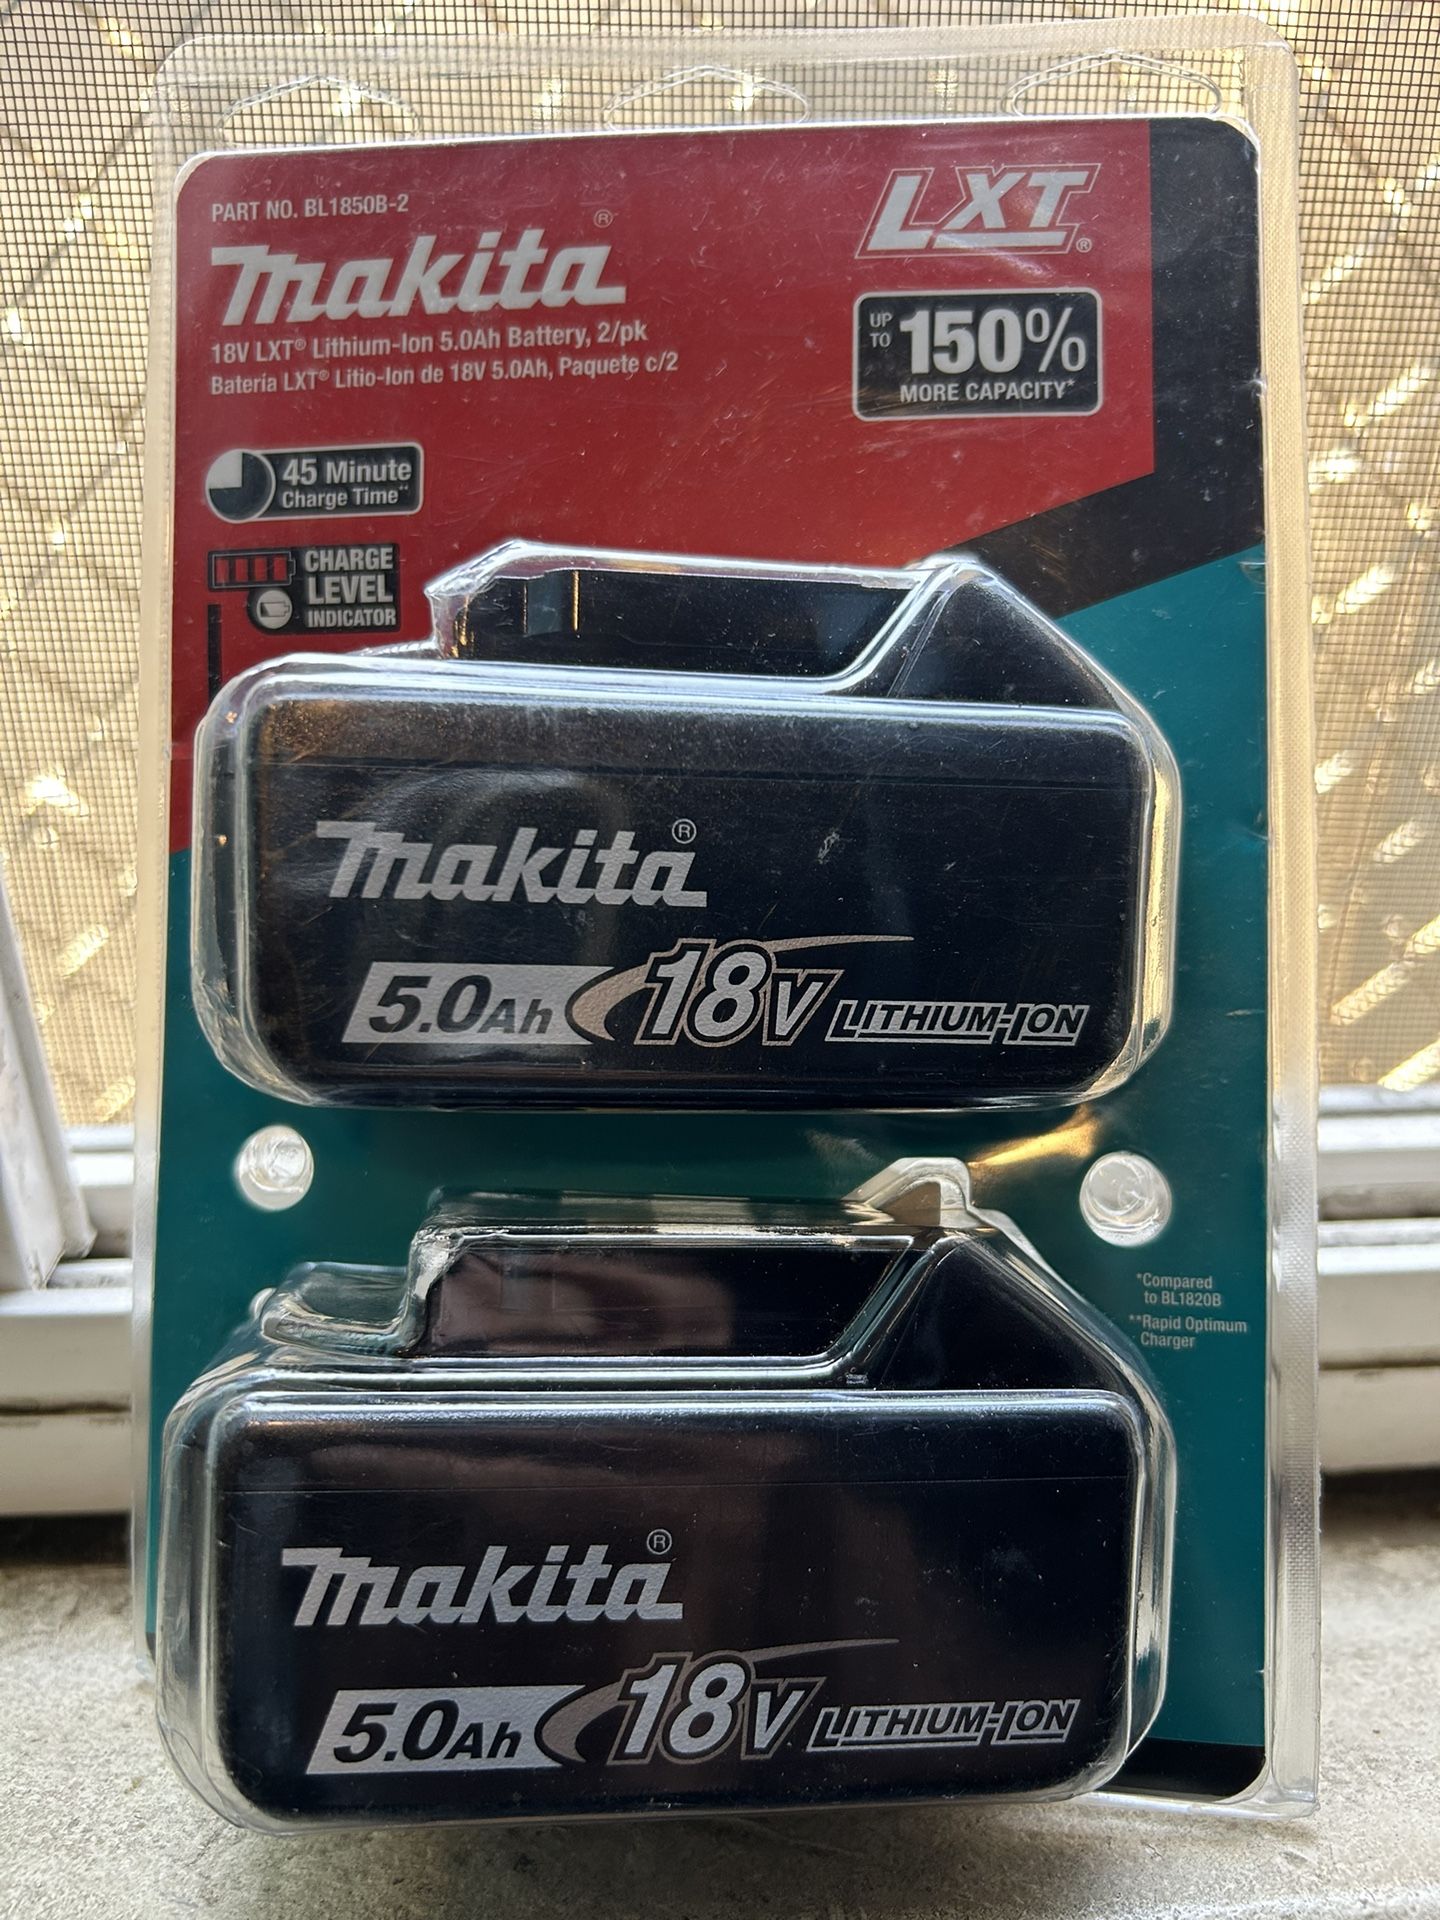 PART NO. BL1850B-2
makita®
18V LXT® Lithium-Ion 5.0Ah Battery, 2/pk
Bateria LXT® Litio-Ion de 18V 5.0Ah, Paquete c/2
LXT®
UP TO 150%
MORE CAPACITY*
45 Minute
Charge Time**
CHARGE
LEVEL
INDICATOR
makita®
5.0Ah 18V LITHIUM-ION
*Compared
to BL1820B
**Rapid Optimum
Charger
makita®
5.0Ah 18V LITHIUM-ION